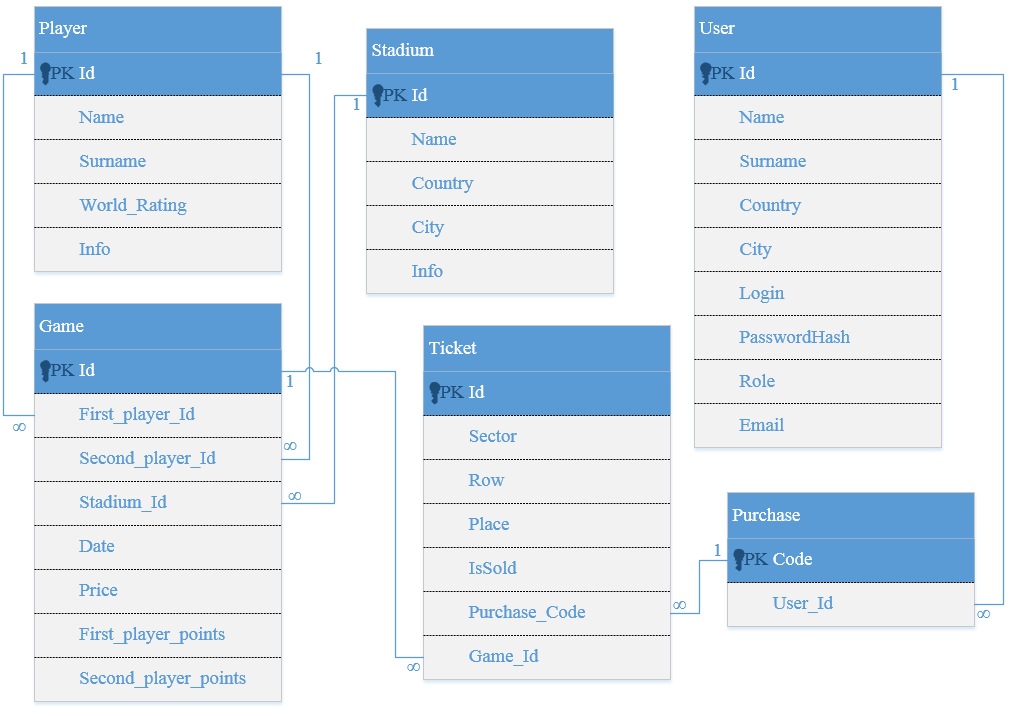 Player
1
PK Id
1
Name
Surname
World_Rating
Info
Stadium
PK Id
1
Name
Country
City
Info
User
PK Id
1
Name
Surname
Country
City
Login
PasswordHash
Role
Email
Game
PK Id
1
First_player_Id
∞
Second_player_Id
∞
Stadium_Id
∞
Date
Price
First_player_points
Second_player_points
Ticket
PK Id
Sector
Row
Place
IsSold
Purchase_Code
∞
Game_Id
∞
Purchase
1
PK Code
User_Id
∞